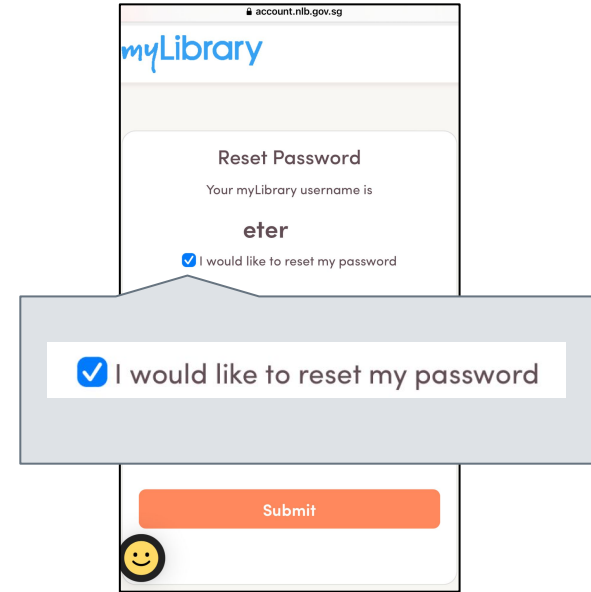 account.nlb.gov.sg
myLibrary
Reset Password
Your myLibrary username is
eter
I would like to reset my password
I would like to reset my password
Submit